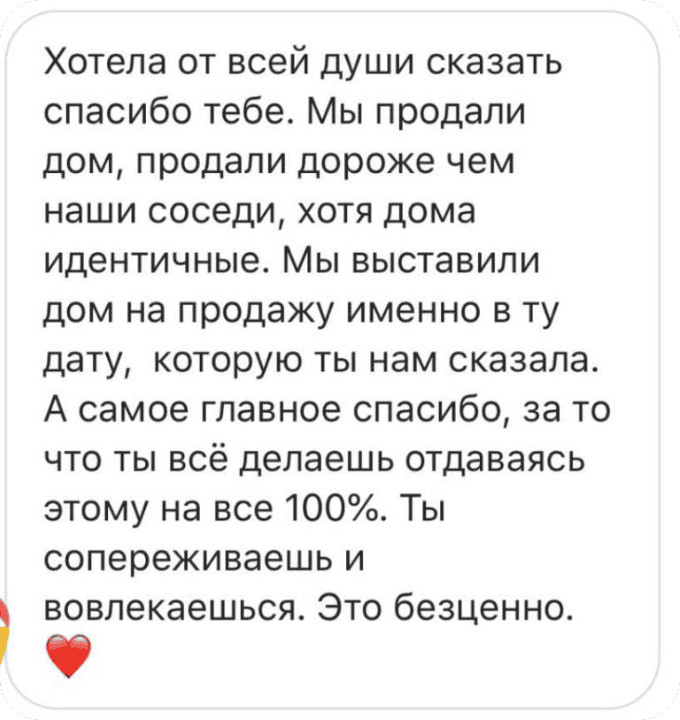 Хотела от всей души сказать
спасибо тебе. Мы продали
дом, продали дороже чем
наши соседи, хотя дома
идентичные. Мы выставили
дом на продажу именно в ту
дату,  которую ты нам сказала.
А самое главное спасибо, за то
что ты всё делаешь отдаваясь
этому на все 100%. Ты
сопереживаешь и
вовлекаешься. Это безценно.
❤️